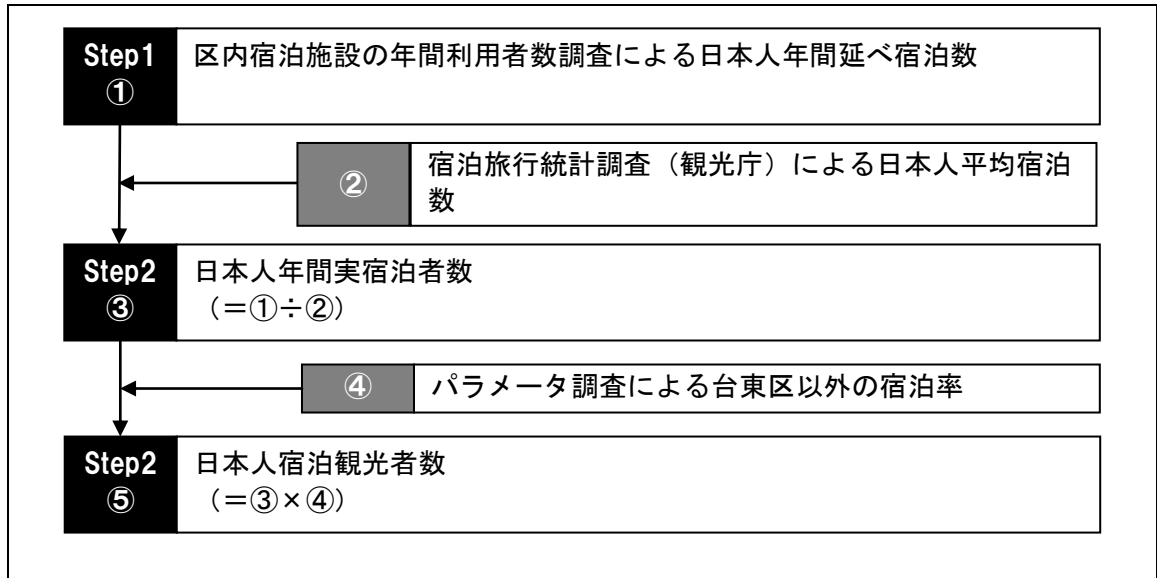 Step1
①
区内宿泊施設の年間利用者数調査による日本人年間延べ宿泊数
②
宿泊旅行統計調査（観光庁）による日本人平均宿泊
数
Step2
③
日本人年間実宿泊者数
（＝①÷②）
④
パラメータ調査による台東区以外の宿泊率
Step2
⑤
日本人宿泊観光者数
（＝③×④）